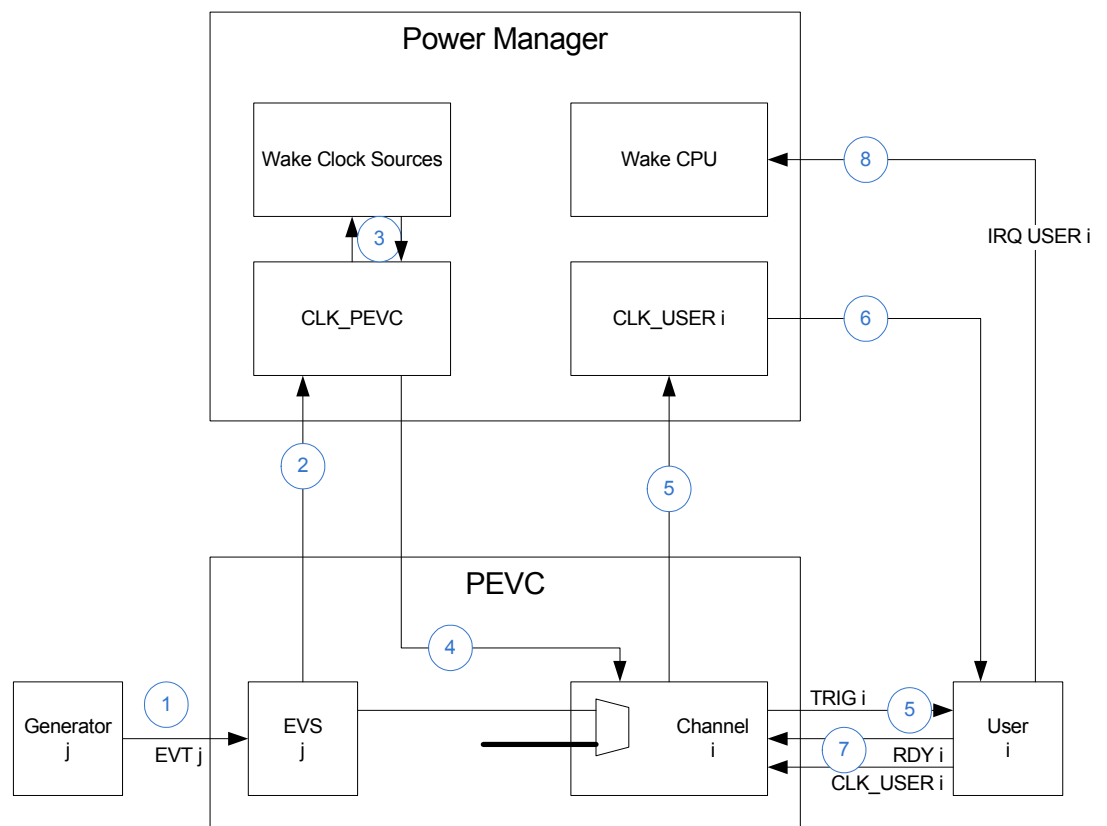 Power Manager
Wake Clock Sources
Wake CPU
8
3
IRQ USER i
CLK_PEVC
CLK_USER i
6
2
5
PEVC
4
1
TRIG i
5
Generator
j
EVS
j
Channel
i
User
i
EVT j
7
RDY i
CLK_USER i